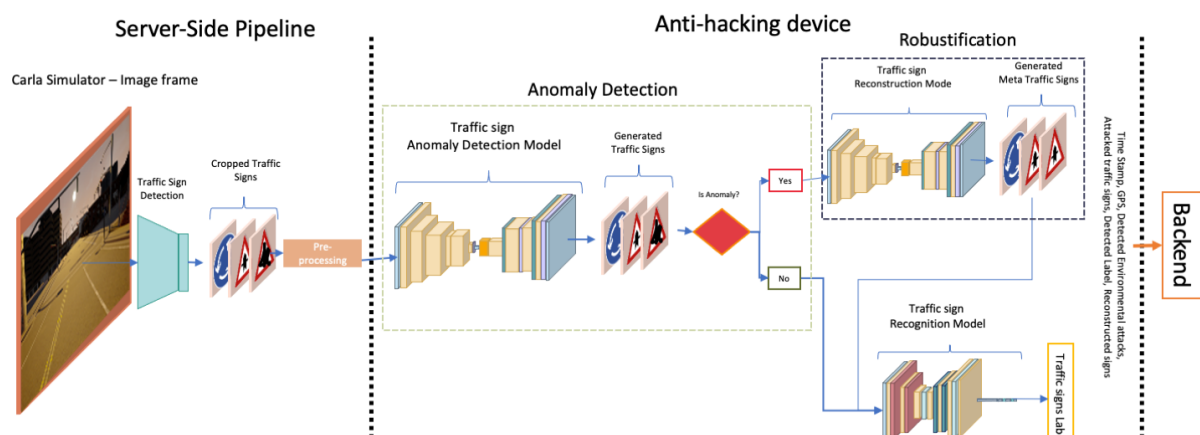 Server-Side Pipeline
Anti-hacking device
Robustification
Carla Simulator – Image frame
Anomaly Detection
Traffic sign
Reconstruction Mode
Generated
Meta Traffic Signs
Traffic sign
Anomaly Detection Model
Generated
Traffic Signs
Traffic Sign
Detection
Cropped Traffic
Signs
Pre-
processing
Is Anomaly?
Yes
No
Traffic sign
Recognition Model
Traffic signs Lab
Time Stamp, GPS, Detected Environmental attacks,
Attacked traffic signs, Detected Label, Reconstructed signs
Backend